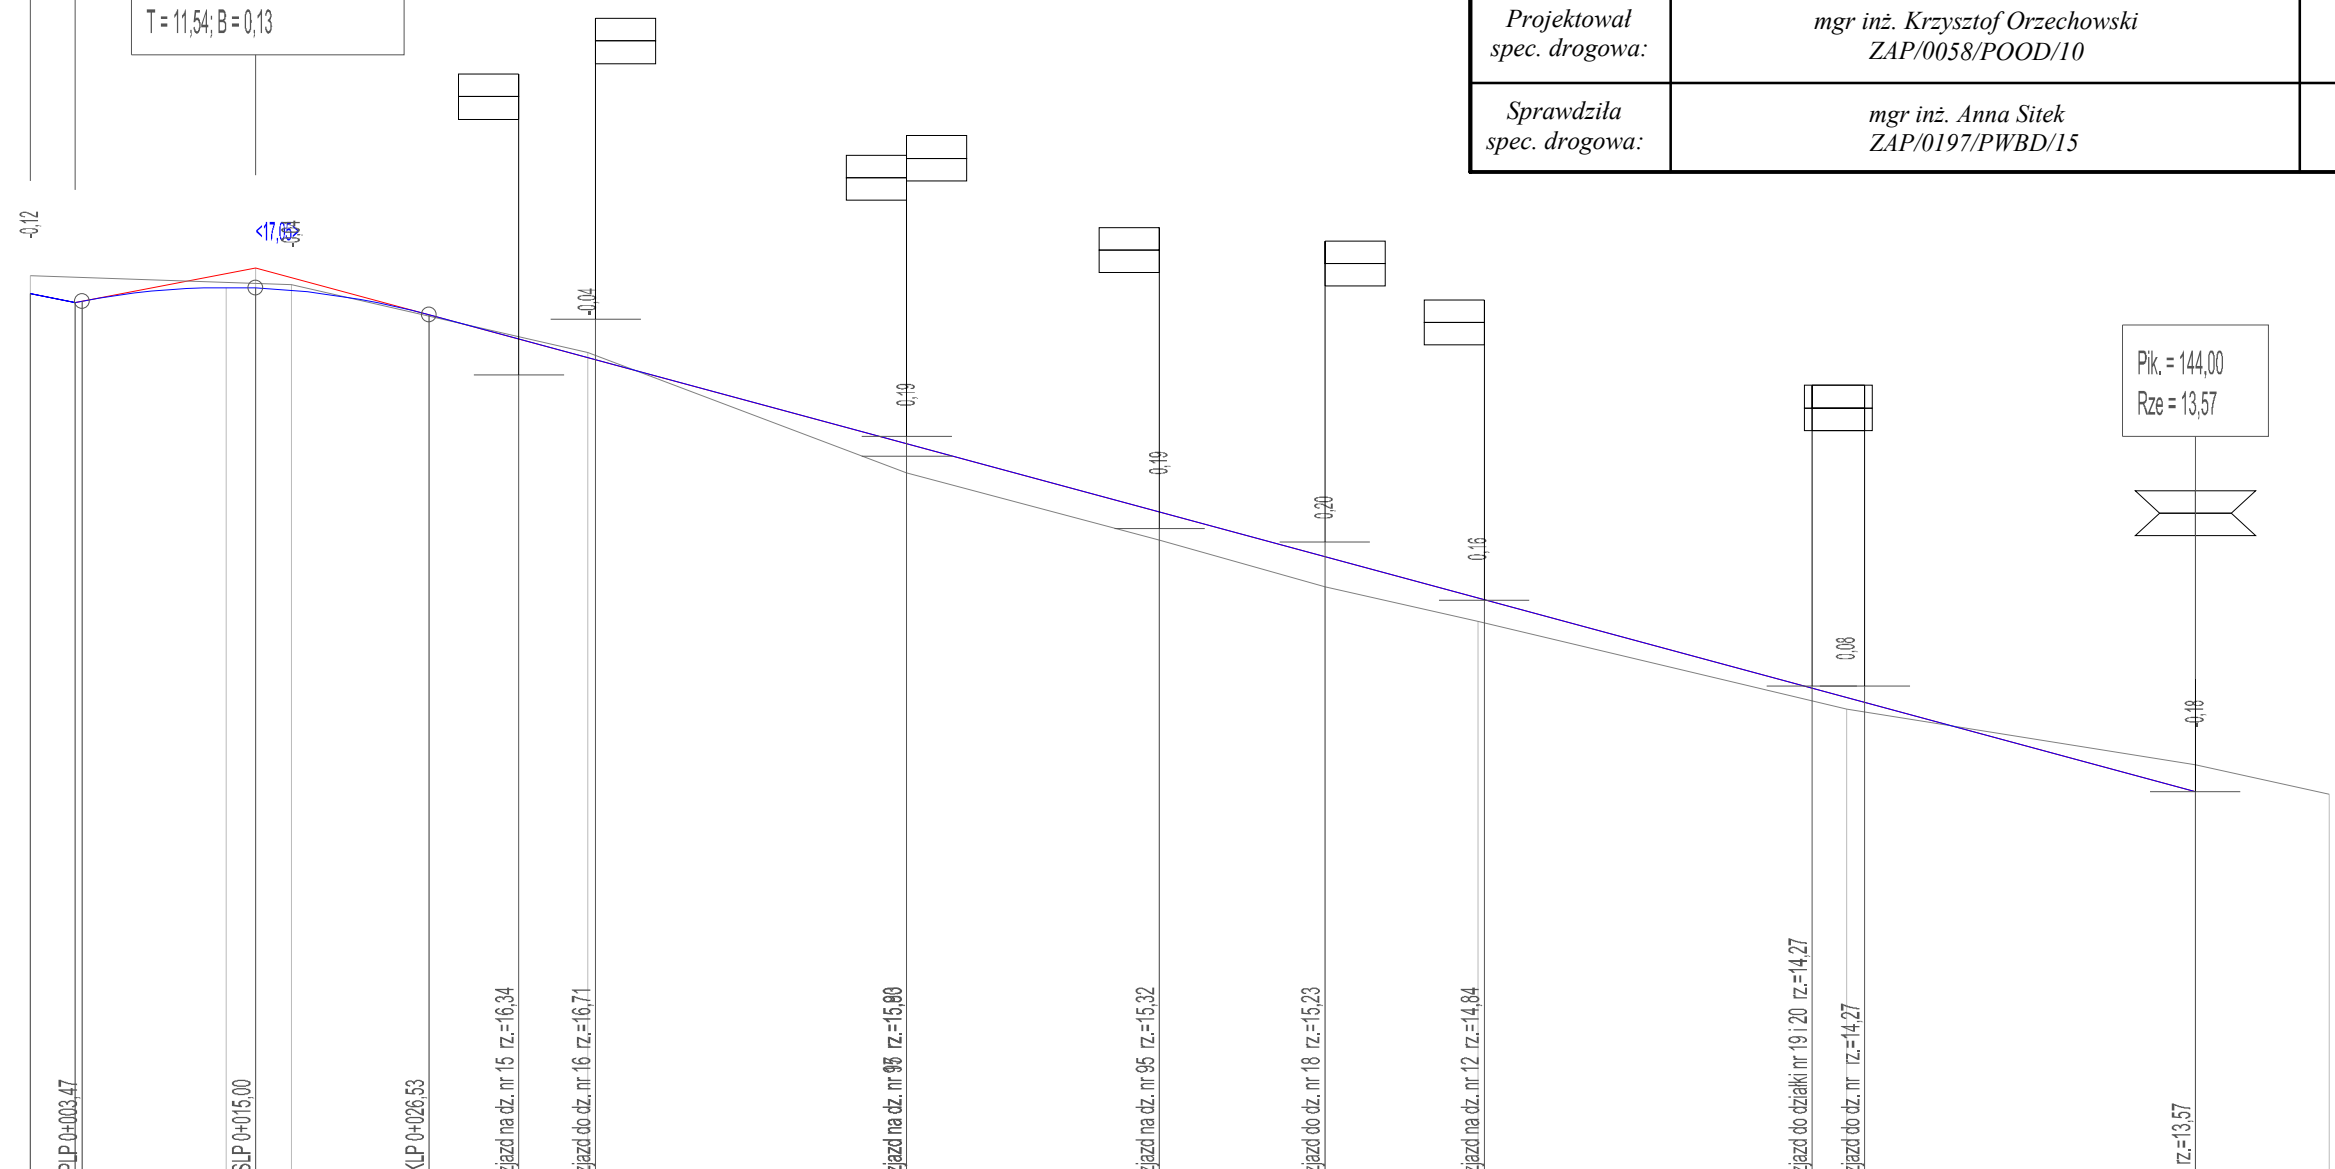 T = 11,54; B = 0,13
Projektował
spec. drogowa:
mgr inż. Krzysztof Orzechowski
ZAP/0058/POOD/10
Sprawdziła
spec. drogowa:
mgr inż. Anna Sitek
ZAP/0197/PWBD/15
-0,12
-0,04
0,19
0,19
0,20
0,16
0,08
-0,18
Pik. = 144,00
Rze = 13,57
PLP 0+003,47
SLP 0+015,00
KLP 0+026,53
zjazd na dz. nr 15 rz.=16,34
zjazd do dz. nr 16 rz.=16,71
zjazd na dz. nr 95 rz.=15,32
zjazd do dz. nr 18 rz.=15,23
zjazd na dz. nr 12 rz.=14,84
zjazd do działki nr 19 i 20 rz.=14,27
zjazd do dz. nr rz.=14,27
rz.=13,57